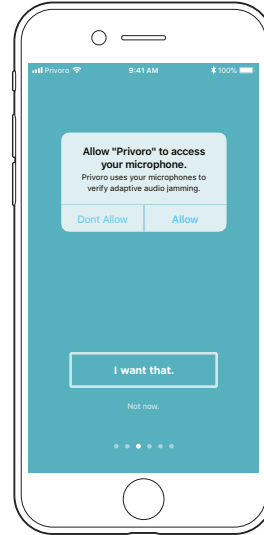 Privoro 9:41 AM 100%
Allow "Privoro" to access
your microphone.
Privoro uses your microphones to
verify adaptive audio jamming.
Dont Allow Allow
I want that.
Not now.